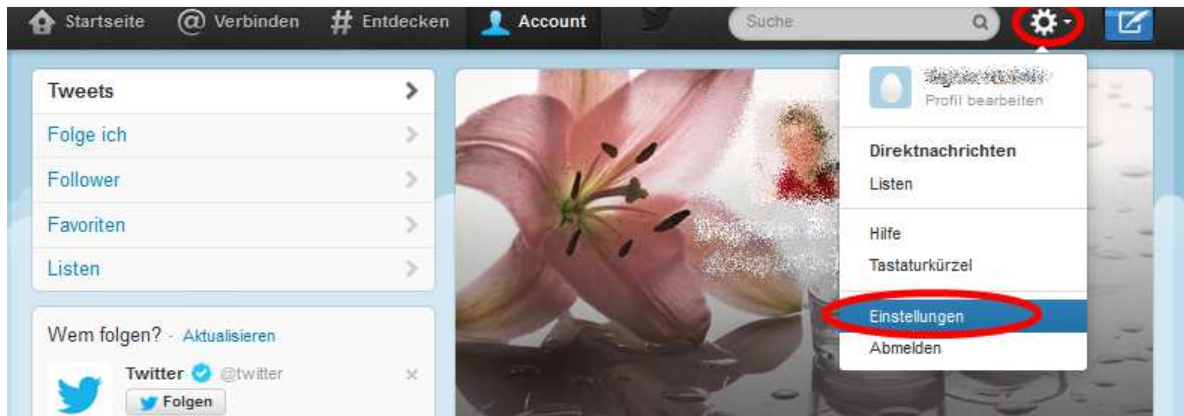 Startseite @ Verbinden # Entdecken Account Suche
Tweets
Folge ich
Follower
Favoriten
Listen
Wem folgen? · Aktualisieren
Twitter @twitter
Folgen
Profil bearbeiten
Direktnachrichten
Listen
Hilfe
Tastaturkürzel
Einstellungen
Abmelden